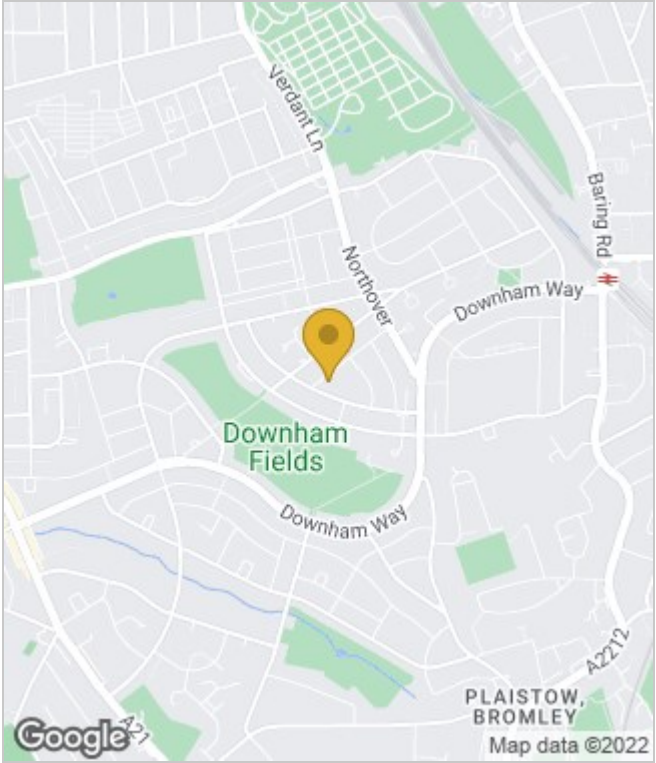 Verdant Ln
Baring Rd
Northover
Downham Way
Downham
Fields
Downham Way
A2212
PLAISTOW,
BROMLEY
A21
Google
Map data ©2022